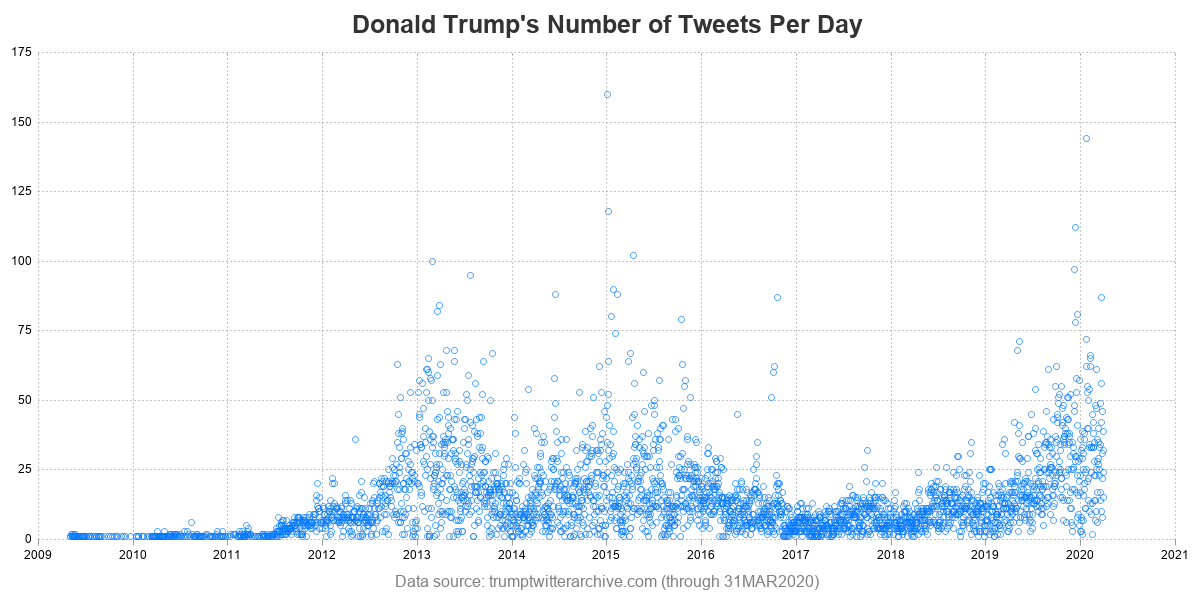 Donald Trump's Number of Tweets Per Day
175
150
125
100
75
50
25
0
2009 2010 2011 2012 2013 2014 2015 2016 2017 2018 2019 2020 2021
Data source: trumptwitterarchive.com (through 31MAR2020)